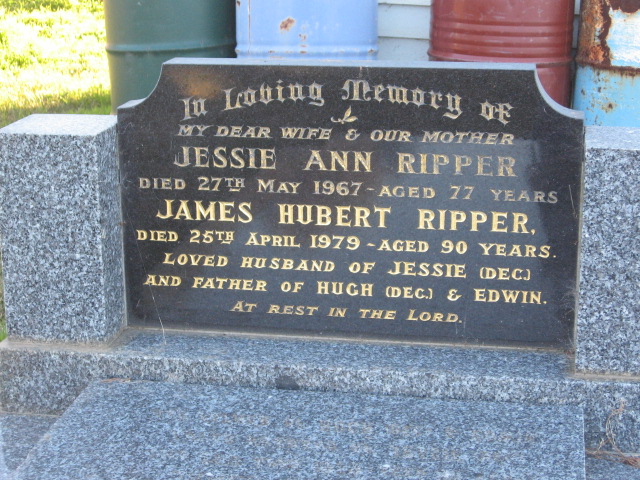 In Loving Memory of
MY DEAR WIFE & OUR MOTHER
JESSIE ANN RIPPER
DIED 27TH MAY 1967 - AGED 77 YEARS
JAMES HUBERT RIPPER,
DIED 25TH APRIL 1979 - AGED 90 YEARS.
LOVED HUSBAND OF JESSIE (DEC.)
AND FATHER OF HUGH (DEC.) & EDWIN.
AT REST IN THE LORD.